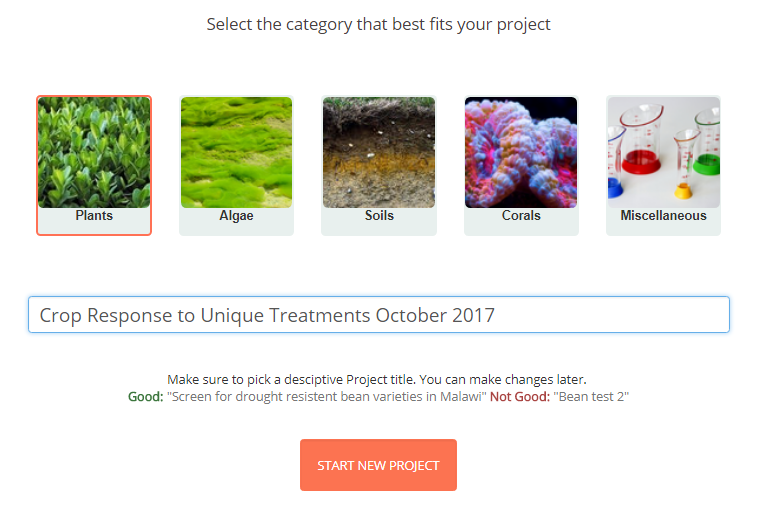 Select the category that best fits your project
Plants
Algae
Soils
Corals
Miscellaneous
Crop Response to Unique Treatments October 2017
Make sure to pick a desciptive Project title. You can make changes later.
Good: "Screen for drought resistent bean varieties in Malawi" Not Good: "Bean test 2"
START NEW PROJECT